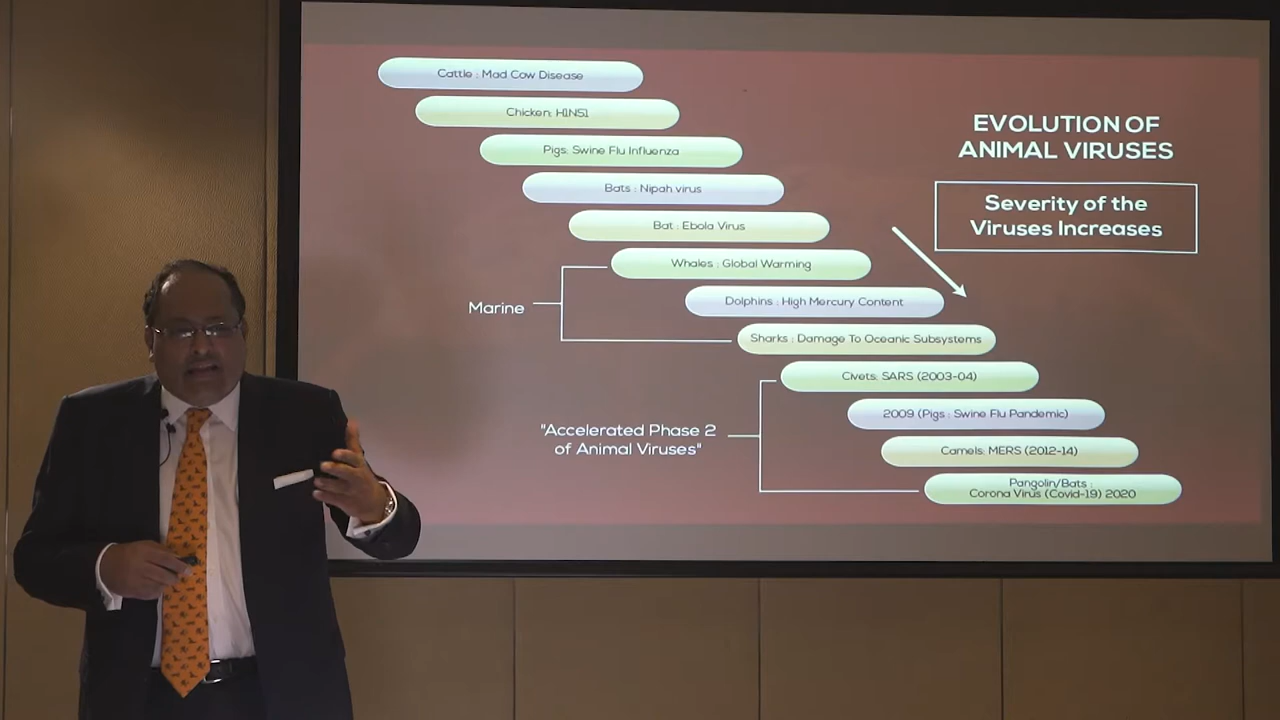 Cattle : Mad Cow Disease
Chicken: H1N51
Pigs: Swine Flu Influenza
Bats : Nipah virus
Bat : Ebola Virus
Whales : Global Warming
Dolphins : High Mercury Content
Sharks : Damage To Oceanic Subsystems
Marine
Civets: SARS (2003-04)
2009 (Pigs : Swine Flu Pandemic)
Camels: MERS (2012-14)
Pangolin/Bats :
Corona Virus (Covid-19) 2020
"Accelerated Phase 2
of Animal Viruses"
EVOLUTION OF
ANIMAL VIRUSES
Severity of the
Viruses Increases